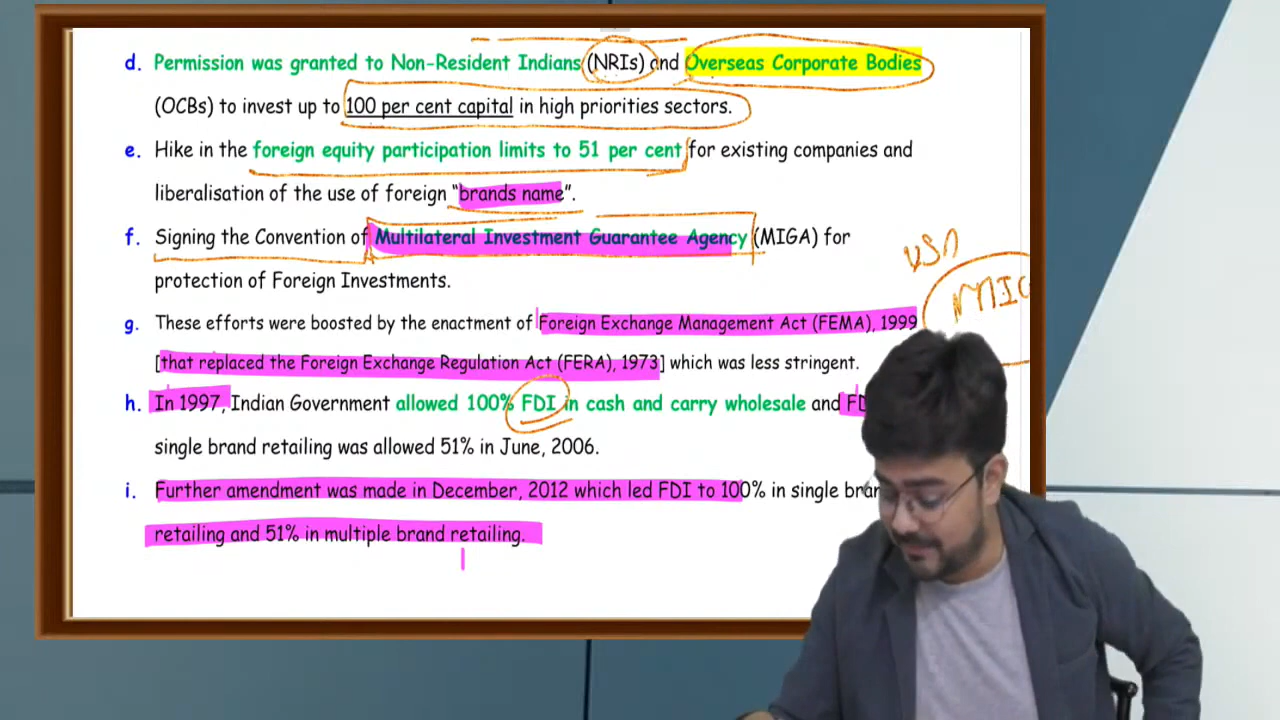 d. Permission was granted to Non-Resident Indians (NRIs) and Overseas Corporate Bodies
(OCBs) to invest up to 100 per cent capital in high priorities sectors.
e. Hike in the foreign equity participation limits to 51 per cent for existing companies and
liberalisation of the use of foreign “brands name”.
f. Signing the Convention of Multilateral Investment Guarantee Agency (MIGA) for
protection of Foreign Investments.
USA
MIG
g. These efforts were boosted by the enactment of Foreign Exchange Management Act (FEMA), 1999
[that replaced the Foreign Exchange Regulation Act (FERA), 1973] which was less stringent.
h. In 1997, Indian Government allowed 100% FDI in cash and carry wholesale and
single brand retailing was allowed 51% in June, 2006.
i. Further amendment was made in December, 2012 which led FDI to 100% in single
retailing and 51% in multiple brand retailing.